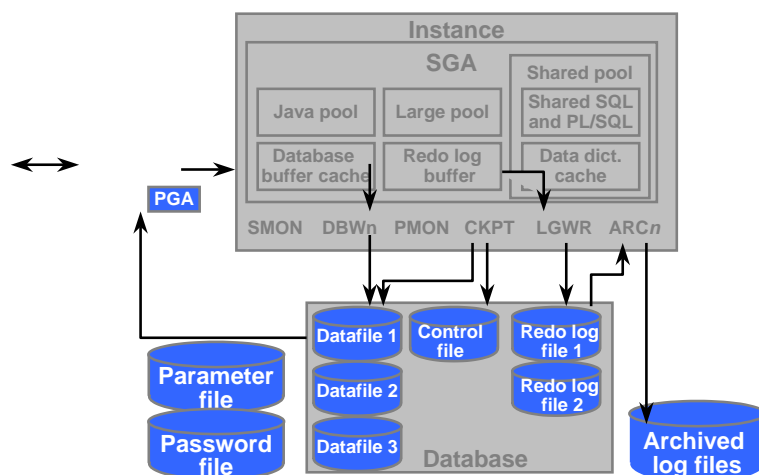 Instance
SGA
Shared pool
Java pool
Large pool
Shared SQL
and PL/SQL
Database
buffer cache
Redo log
buffer
Data dict.
cache
PGA
SMON DBWn PMON CKPT LGWR ARCn
Datafile 1
Control
file
Redo log
file 1
Parameter
file
Datafile 2
Redo log
file 2
Password
file
Datafile 3
Database
Archived
log files